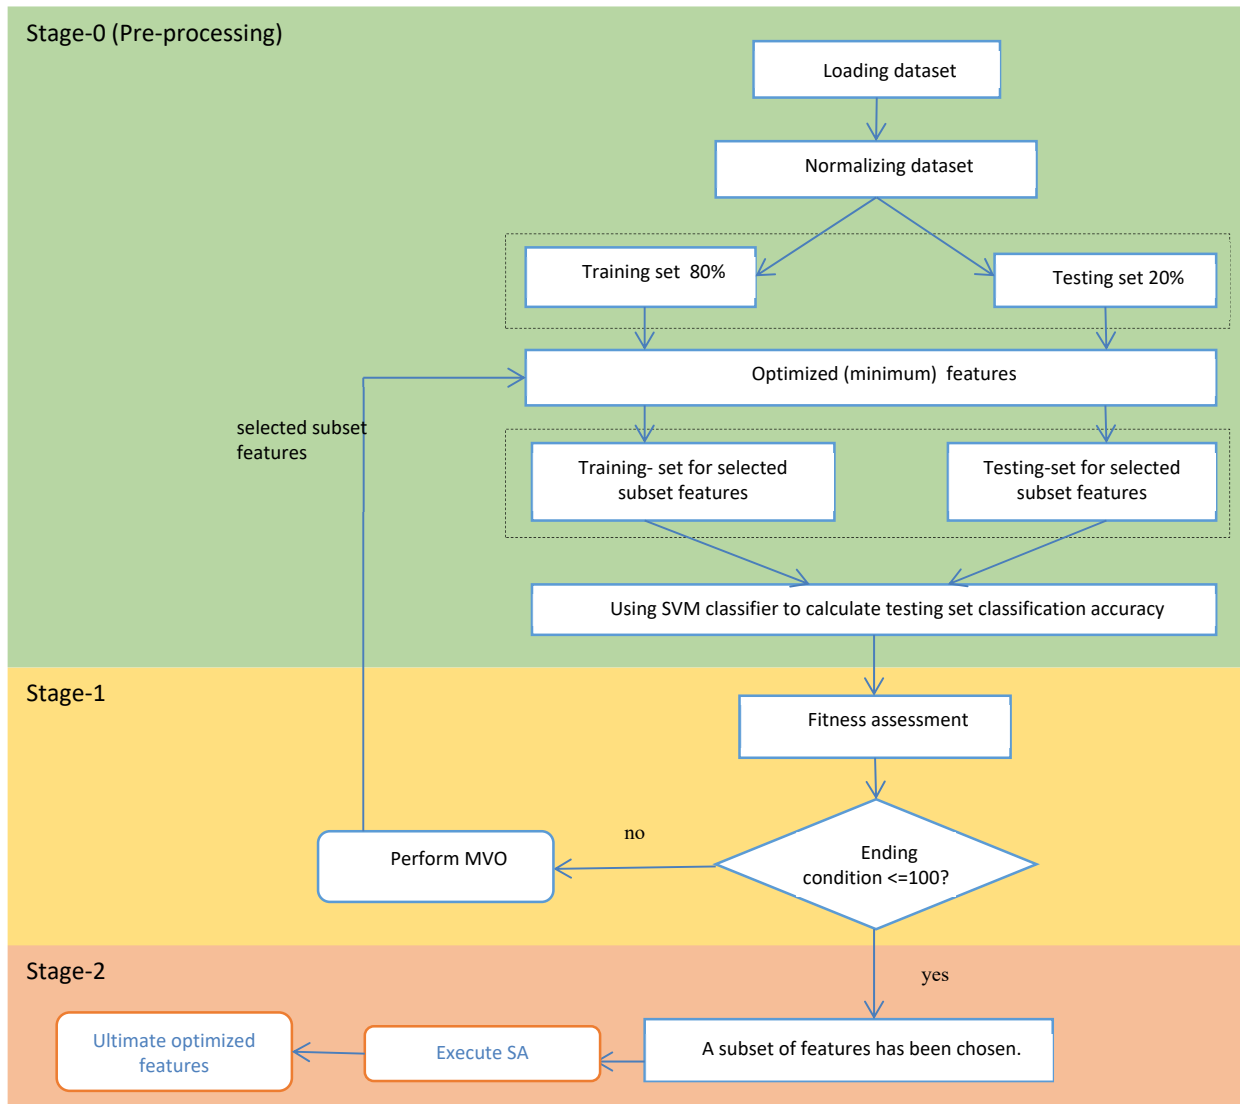 Stage-0 (Pre-processing)
Loading dataset
Normalizing dataset
Training set  80%
Testing set 20%
Optimized (minimum)  features
selected subset
features
Training- set for selected
subset features
Testing-set for selected
subset features
Using SVM classifier to calculate testing set classification accuracy
Stage-1
Fitness assessment
Ending
condition <=100?
no
Perform MVO
yes
Stage-2
A subset of features has been chosen.
Execute SA
Ultimate optimized
features